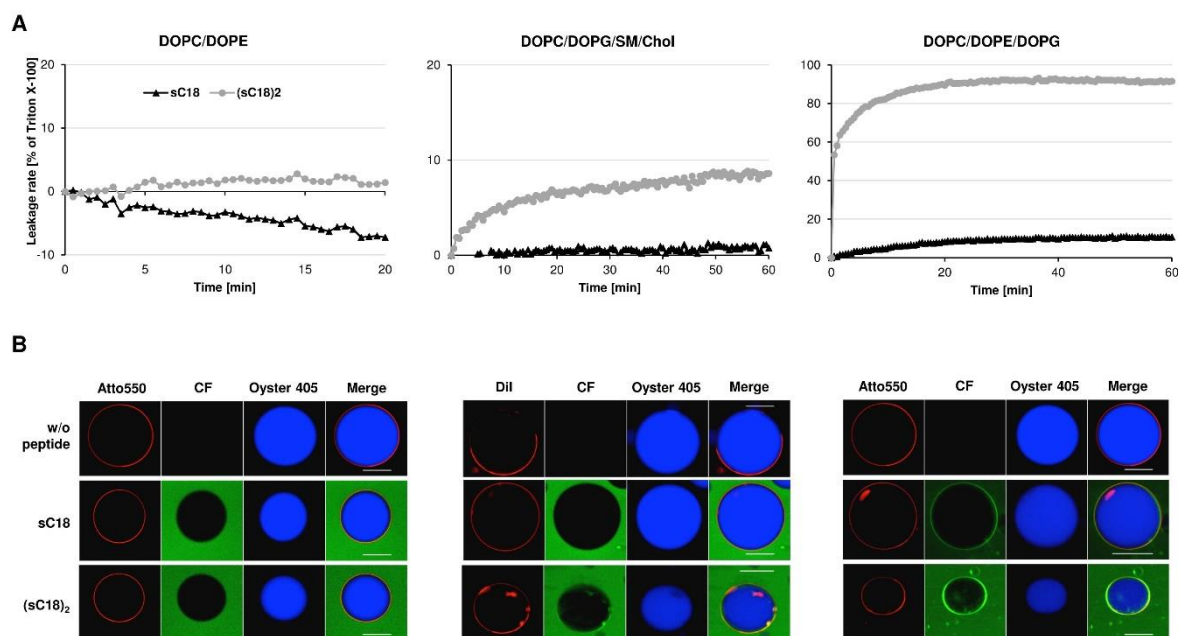 A
DOPC/DOPE
DOPC/DOPG/SM/Chol
DOPC/DOPE/DOPG
Leakage rate [% of Triton X-100]
20
10
0
-10
sC18
(sC18)2
0
5
10
15
20
Time [min]
20
10
0
0
10
20
30
40
50
60
Time [min]
100
80
60
40
20
0
0
20
40
60
Time [min]
B
Atto550 CF Oyster 405 Merge
DiI CF Oyster 405 Merge
Atto550 CF Oyster 405 Merge
w/o
peptide
sC18
(sC18)₂